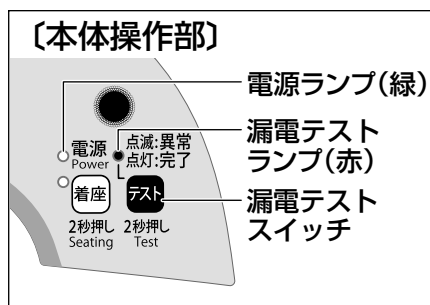 〔本体操作部〕
電源ランプ(緑)
漏電テスト
ランプ(赤)
漏電テスト
スイッチ
電源
Power
点滅:異常
点灯:完了
着座
テスト
2秒押し
Seating
2秒押し
Test